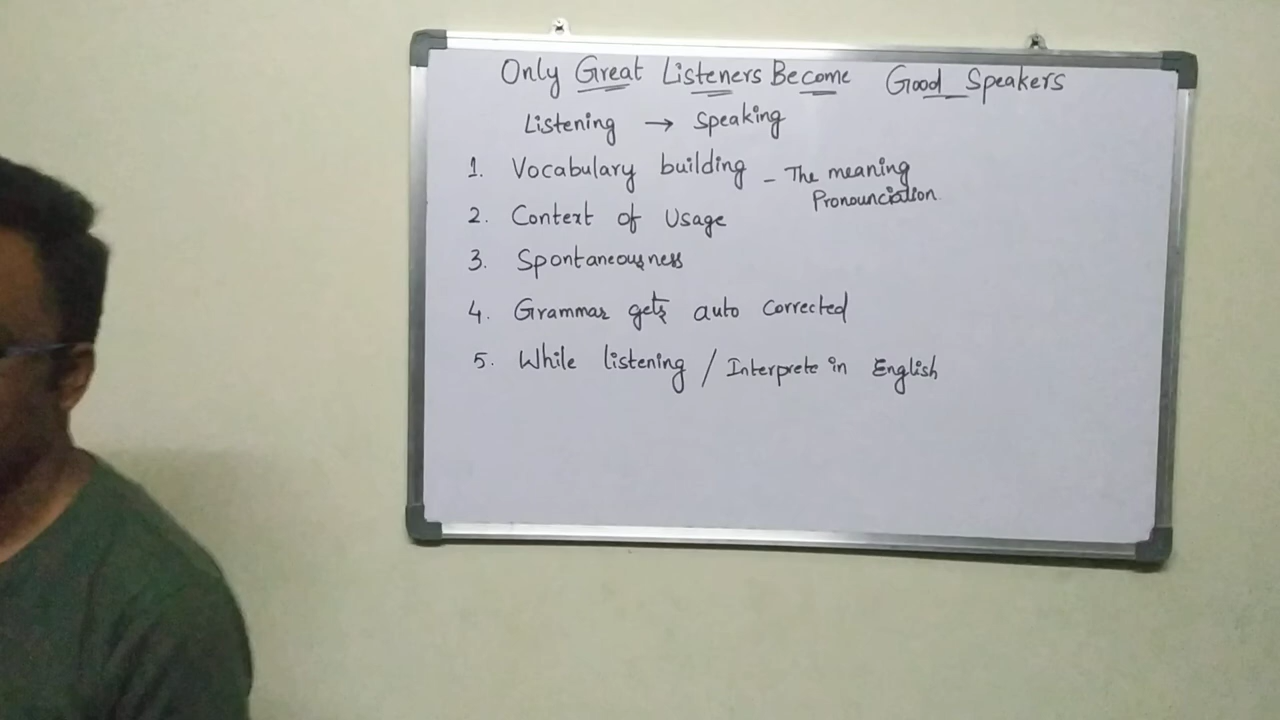 Only Great Listeners Become Good Speakers
Listening → Speaking
1. Vocabulary building - The meaning
Pronounciation.
2. Context of Usage
3. Spontaneousness
4. Grammar gets auto corrected
5. While listening / Interprete in English